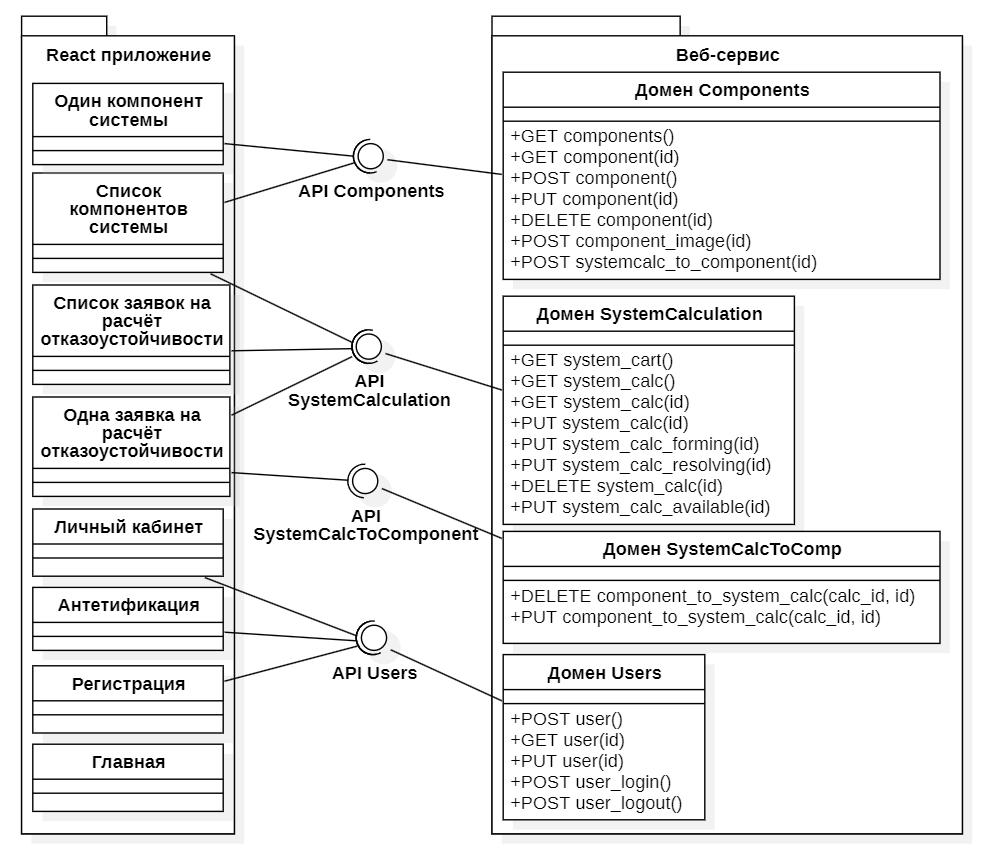 React приложение
Один компонент
системы
Список
компонентов
системы
Список заявок на
расчёт
отказоустойчивости
Одна заявка на
расчёт
отказоустойчивости
Личный кабинет
Антетификация
Регистрация
Главная
API Components
API
SystemCalculation
API
SystemCalcToComponent
API Users
Веб-сервис
Домен Components
+GET components()
+GET component(id)
+POST component()
+PUT component(id)
+DELETE component(id)
+POST component_image(id)
+POST systemcalc_to_component(id)
Домен SystemCalculation
+GET system_cart()
+GET system_calc()
+GET system_calc(id)
+PUT system_calc(id)
+PUT system_calc_forming(id)
+PUT system_calc_resolving(id)
+DELETE system_calc(id)
+PUT system_calc_available(id)
Домен SystemCalcToComp
+DELETE component_to_system_calc(calc_id, id)
+PUT component_to_system_calc(calc_id, id)
Домен Users
+POST user()
+GET user(id)
+PUT user(id)
+POST user_login()
+POST user_logout()